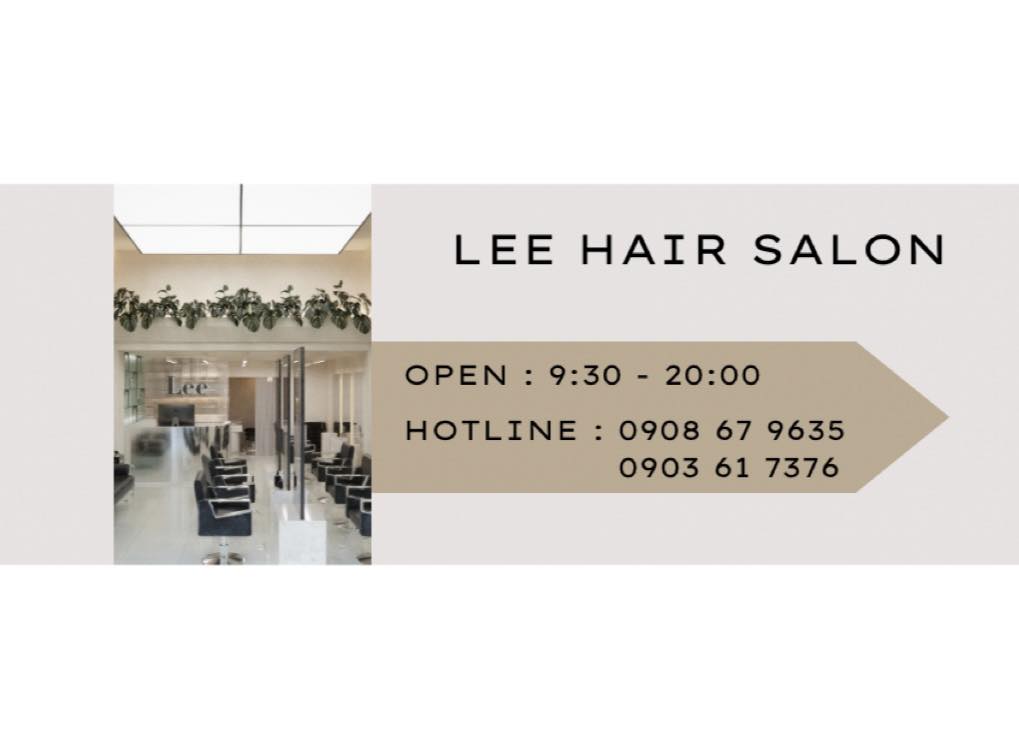 LEE HAIR SALON
OPEN : 9:30 - 20:00
HOTLINE : 0908 67 9635
0903 61 7376
Lee